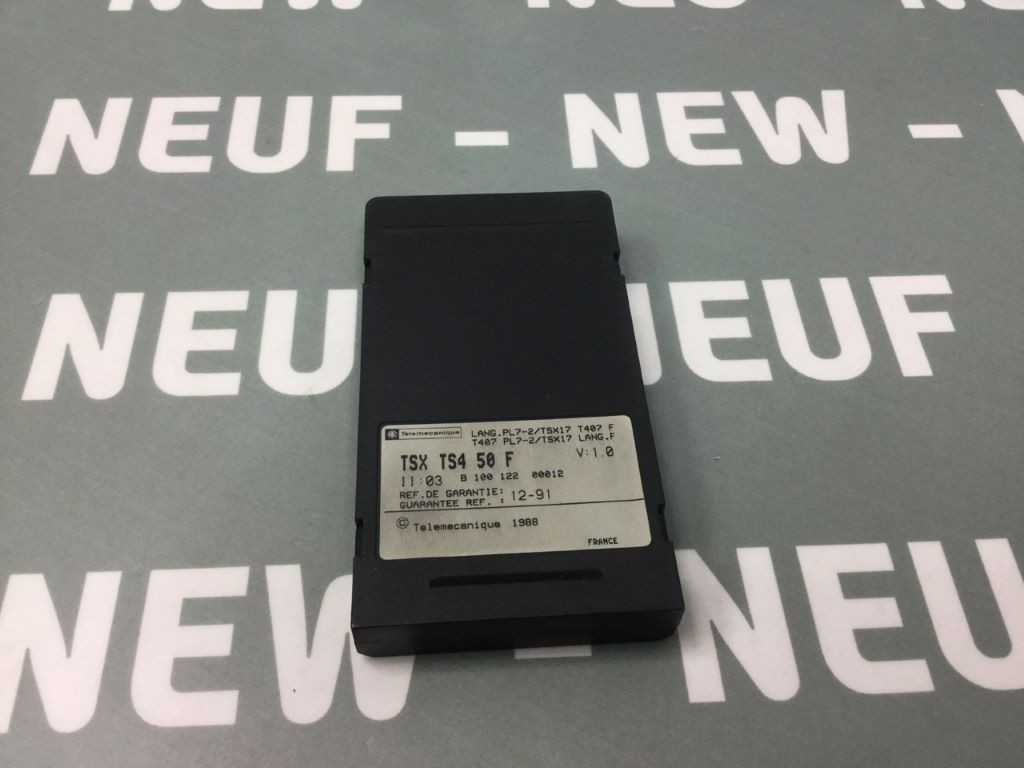 NEUF - NEW -
NEUF NEUF
Telemecanique LANG.PL7-2/TSX17 T407 F
T407 PL7-2/TSX17 LANG.F
TSX TS4 50 F V:1.0
11:03 B 100 122 00012
REF.DE GARANTIE:
GUARANTEE REF. : 12-91
© Telemecanique 1988
FRANCE
NEW - NEU